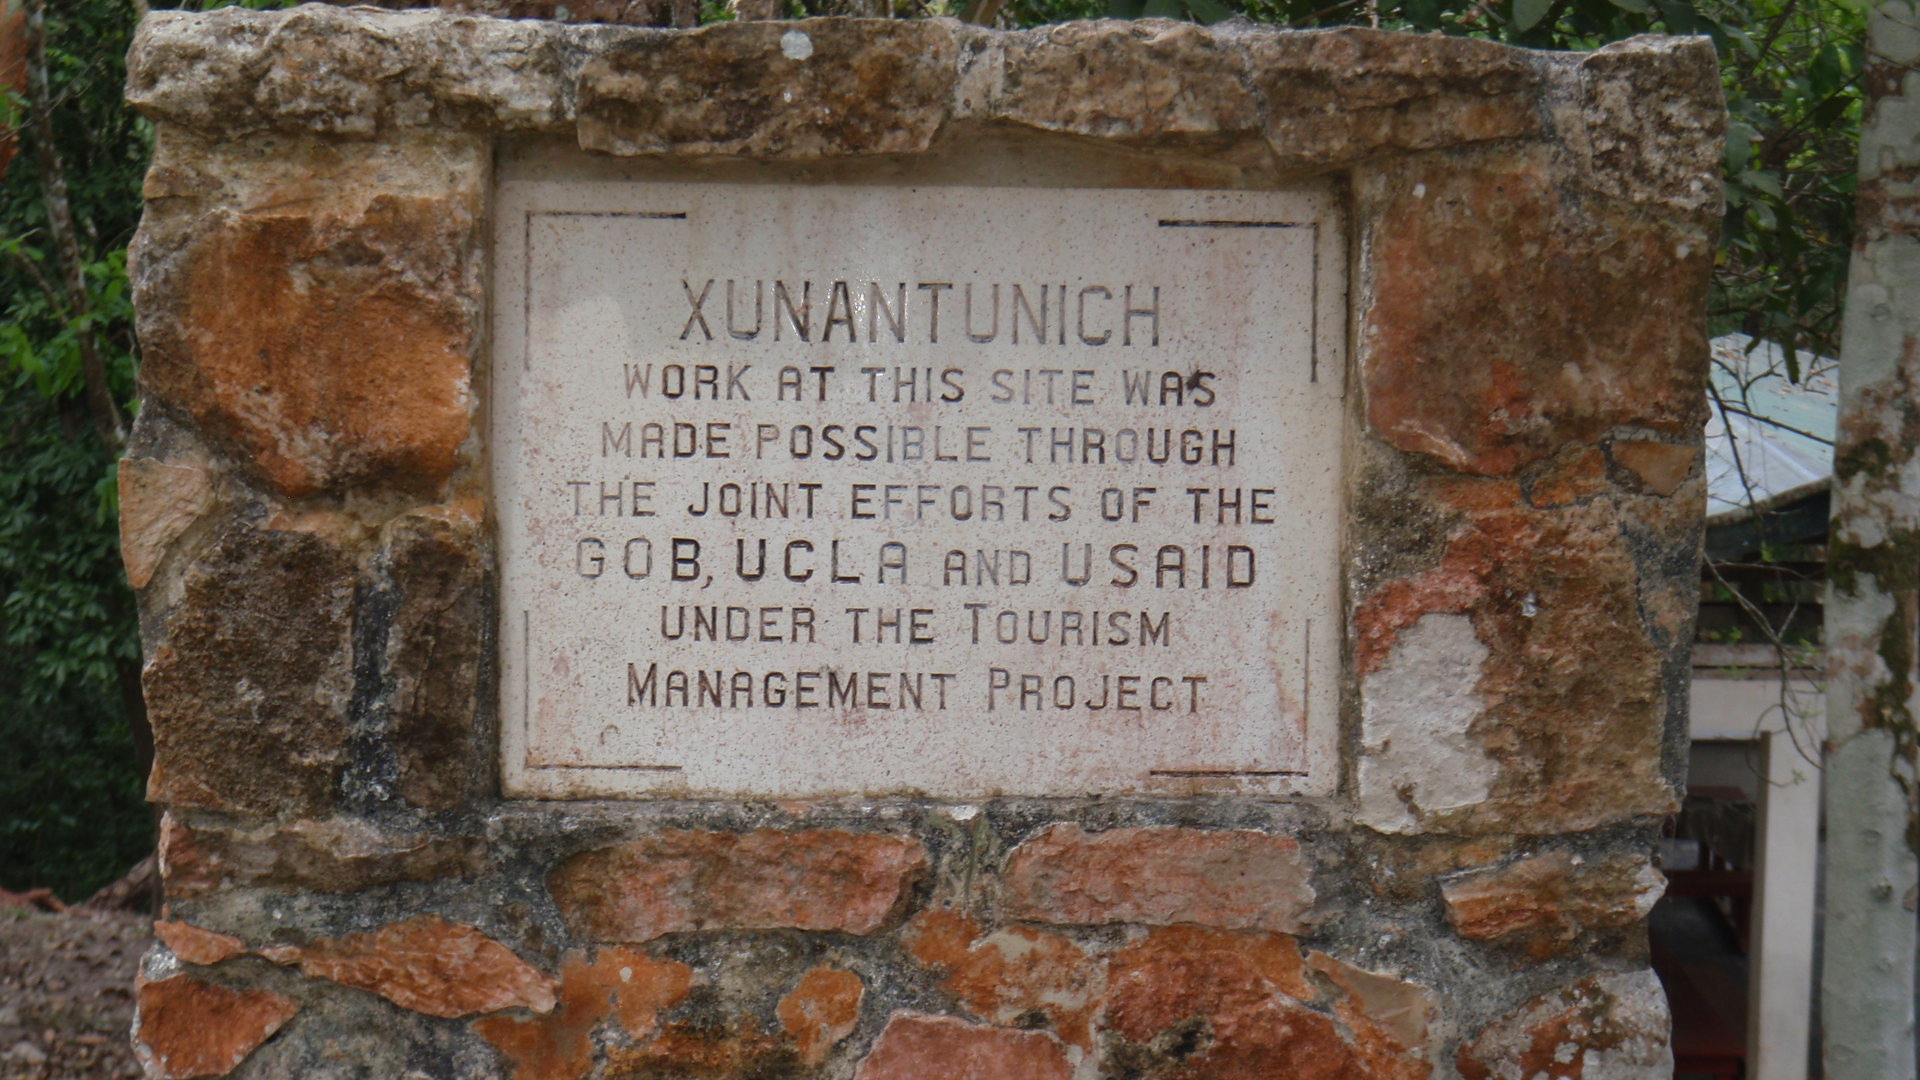 XUNANTUNICH
WORK AT THIS SITE WAS
MADE POSSIBLE THROUGH
THE JOINT EFFORTS OF THE
GOB, UCLA AND USAID
UNDER THE TOURISM
MANAGEMENT PROJECT